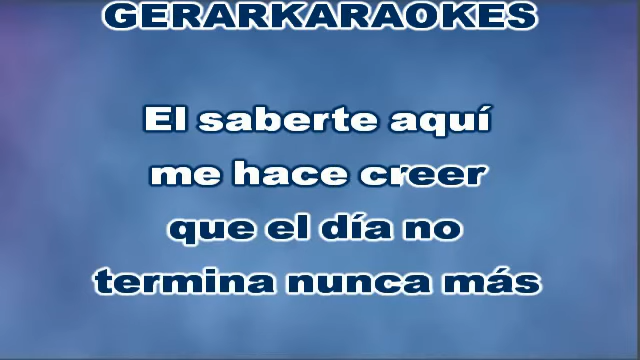 GERARKARAOKES
El saberte aquí
me hace creer
que el día no
termina nunca más